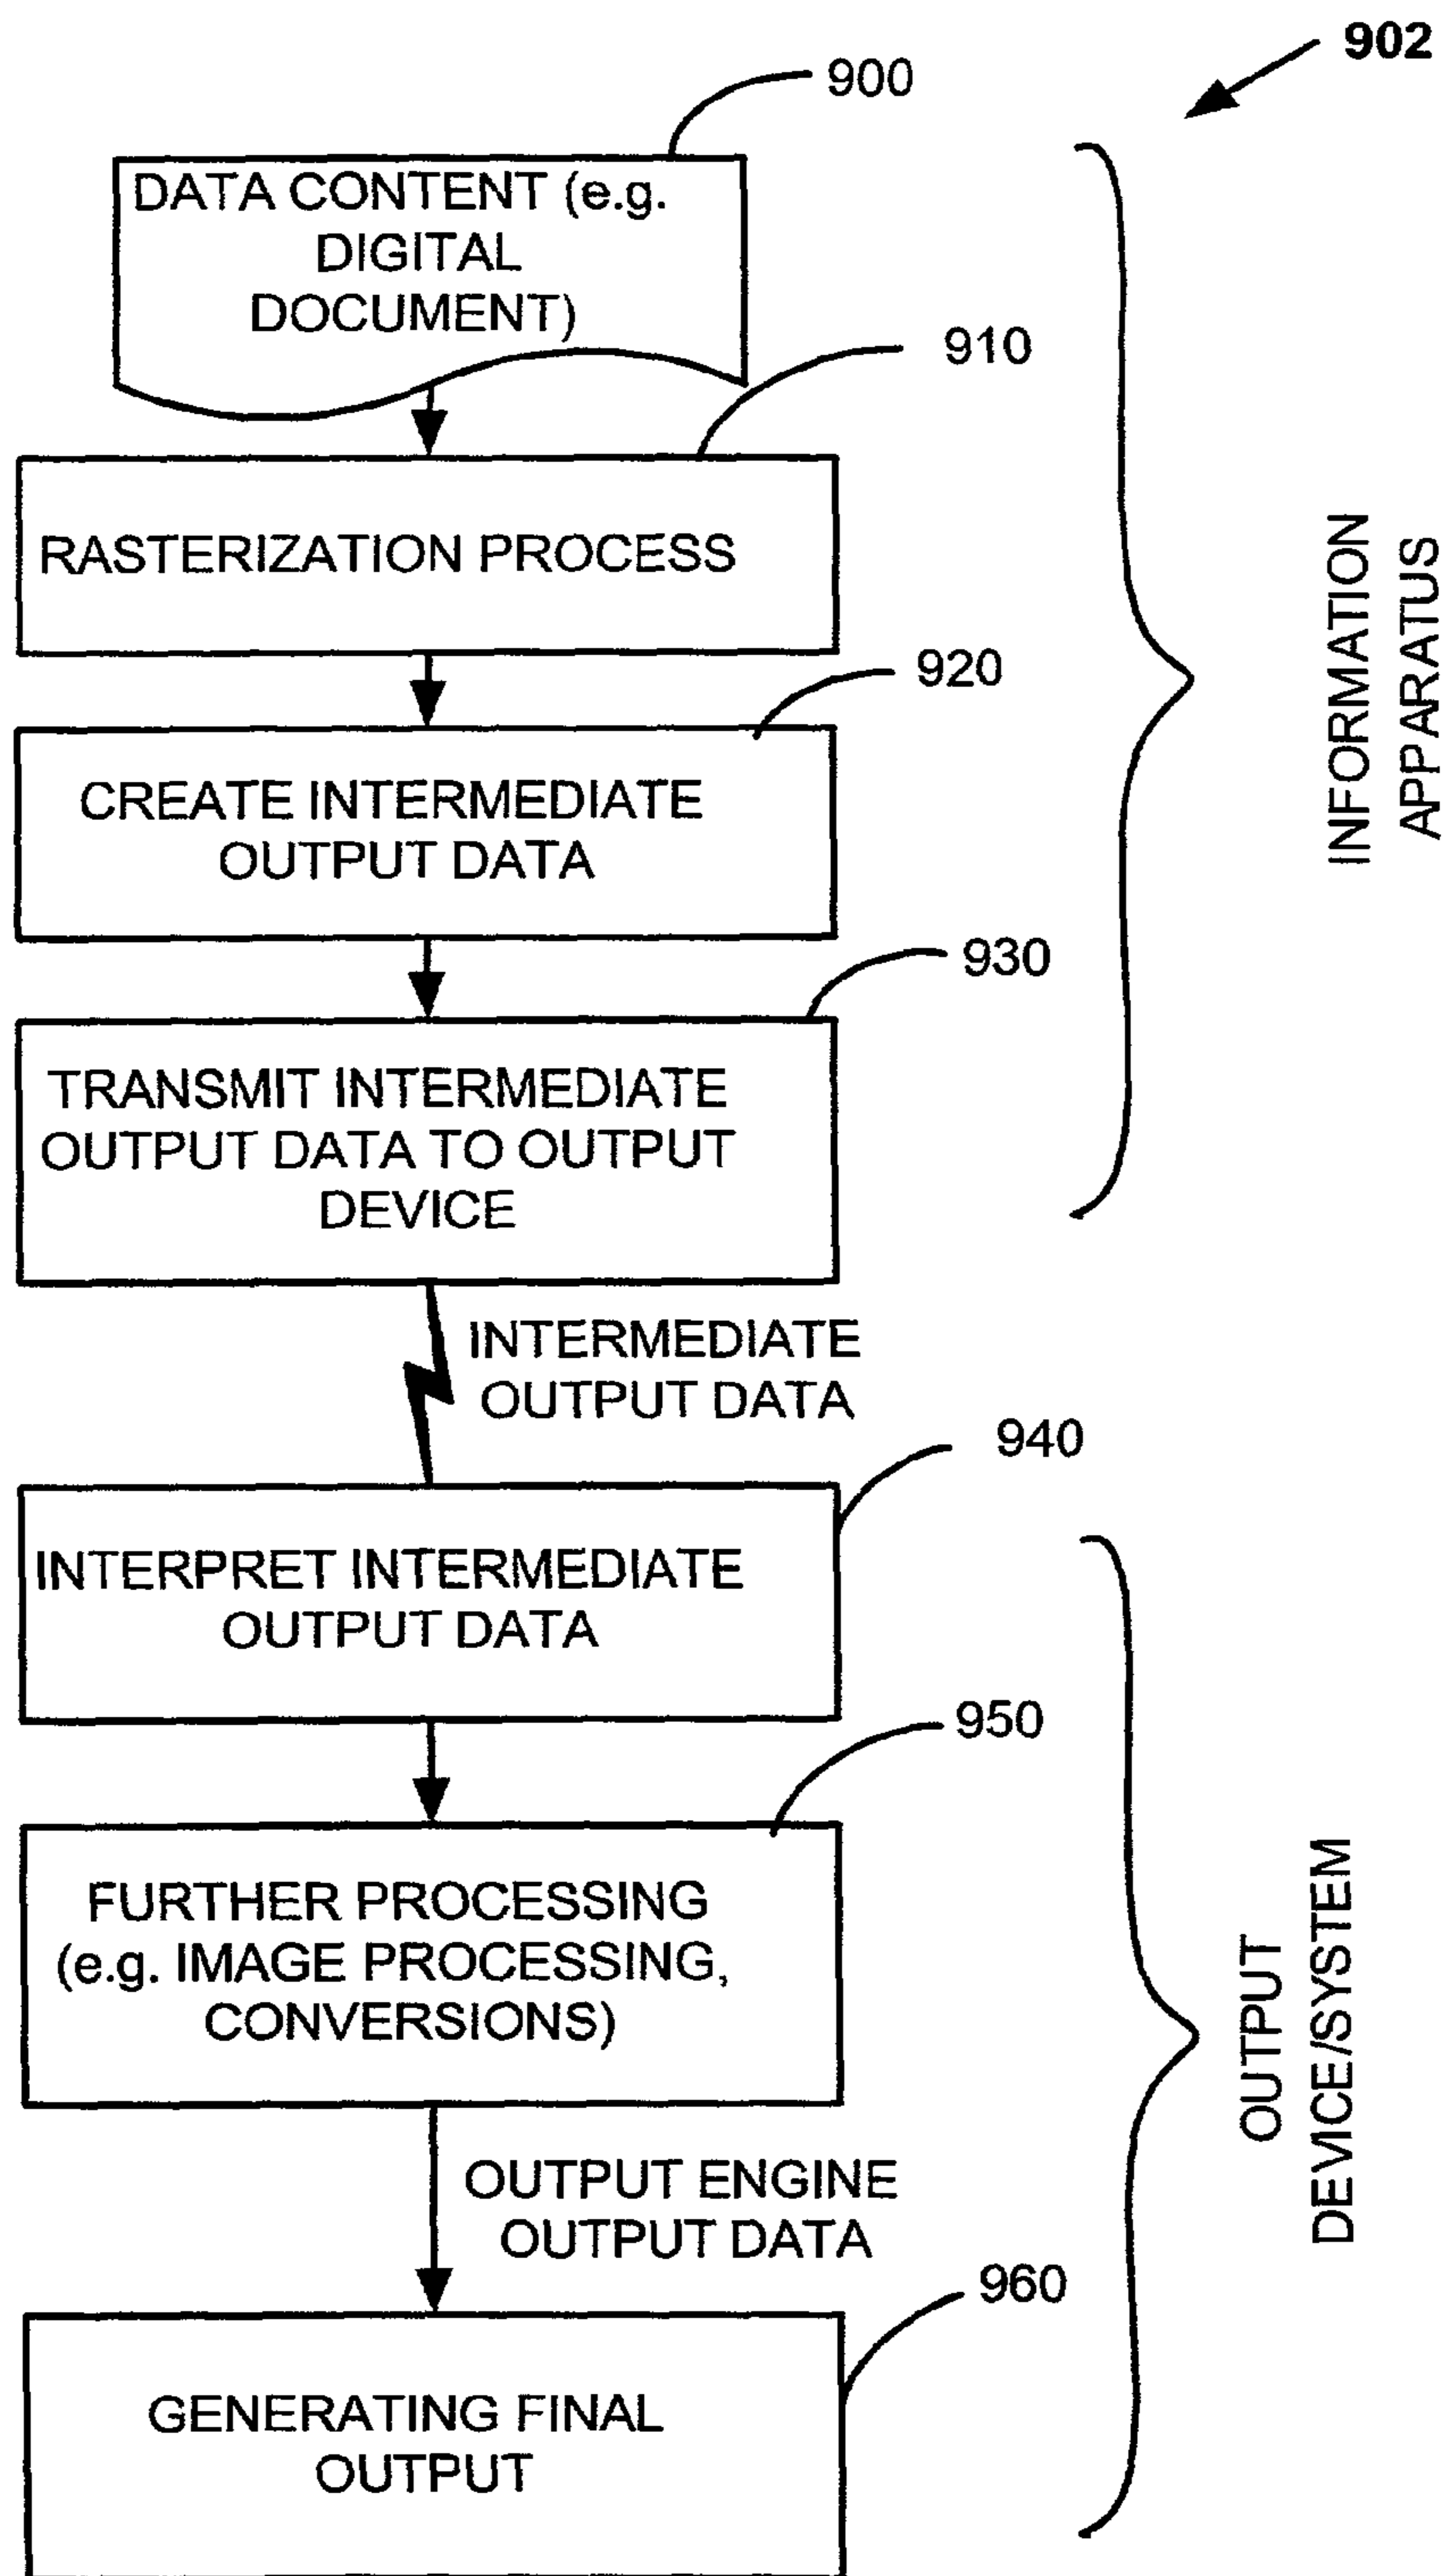 902
900
DATA CONTENT (e.g.
DIGITAL
DOCUMENT)
910
RASTERIZATION PROCESS
920
CREATE INTERMEDIATE
OUTPUT DATA
930
TRANSMIT INTERMEDIATE
OUTPUT DATA TO OUTPUT
DEVICE
INFORMATION
APPARATUS
INTERMEDIATE
OUTPUT DATA
940
INTERPRET INTERMEDIATE
OUTPUT DATA
950
FURTHER PROCESSING
(e.g. IMAGE PROCESSING,
CONVERSIONS)
OUTPUT ENGINE
OUTPUT DATA
960
GENERATING FINAL
OUTPUT
OUTPUT
DEVICE/SYSTEM